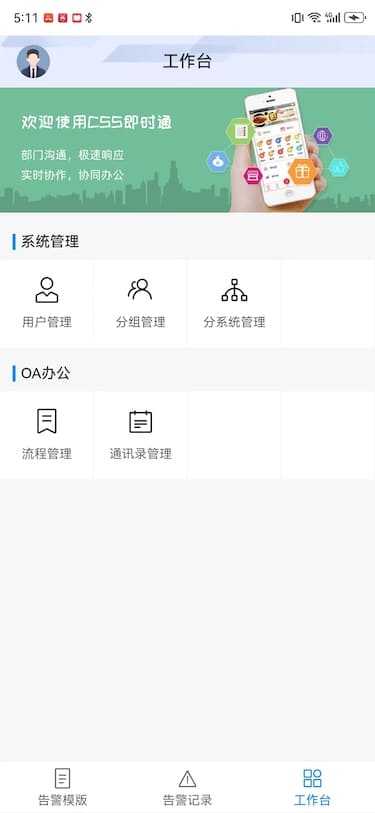 5:11
工作台
欢迎使用CSS即时通
部门沟通，极速响应
实时协作，协同办公
系统管理
用户管理
分组管理
分系统管理
OA办公
流程管理
通讯录管理
告警模版
告警记录
工作台